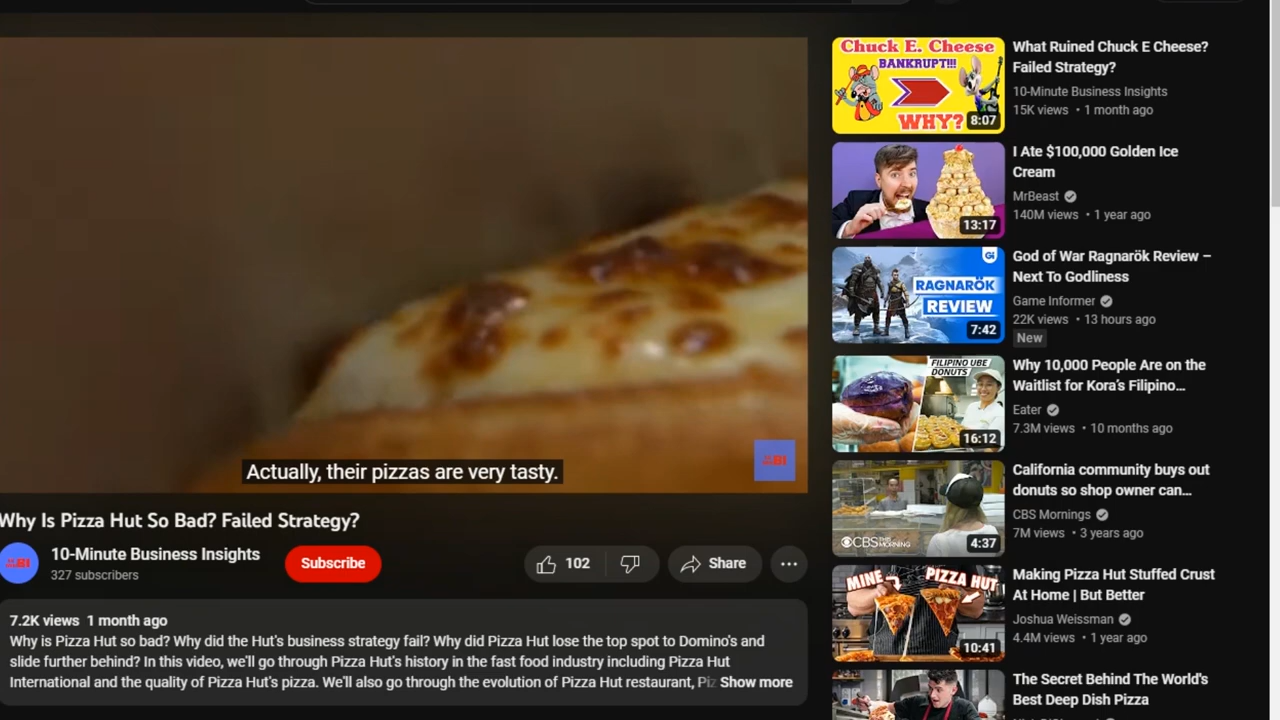 Actually, their pizzas are very tasty.
Why Is Pizza Hut So Bad? Failed Strategy?
10-Minute Business Insights
327 subscribers
Subscribe
102
Share
7.2K views 1 month ago
Why is Pizza Hut so bad? Why did the Hut's business strategy fail? Why did Pizza Hut lose the top spot to Domino's and
slide further behind? In this video, we'll go through Pizza Hut's history in the fast food industry including Pizza Hut
International and the quality of Pizza Hut's pizza. We'll also go through the evolution of Pizza Hut restaurant, Piz Show more
Chuck E. Cheese
BANKRUPT!!!
WHY?
8:07
What Ruined Chuck E Cheese?
Failed Strategy?
10-Minute Business Insights
15K views • 1 month ago
13:17
I Ate $100,000 Golden Ice
Cream
MrBeast
140M views • 1 year ago
Gi
RAGNARÖK
REVIEW
7:42
God of War Ragnarök Review –
Next To Godliness
Game Informer
22K views • 13 hours ago
New
FILIPINO UBE
DONUTS
16:12
Why 10,000 People Are on the
Waitlist for Kora's Filipino...
Eater
7.3M views • 10 months ago
CBS MORNING
4:37
California community buys out
donuts so shop owner can...
CBS Mornings
7M views • 3 years ago
MINE
PIZZA HUT
10:41
Making Pizza Hut Stuffed Crust
At Home | But Better
Joshua Weissman
4.4M views • 1 year ago
The Secret Behind The World's
Best Deep Dish Pizza